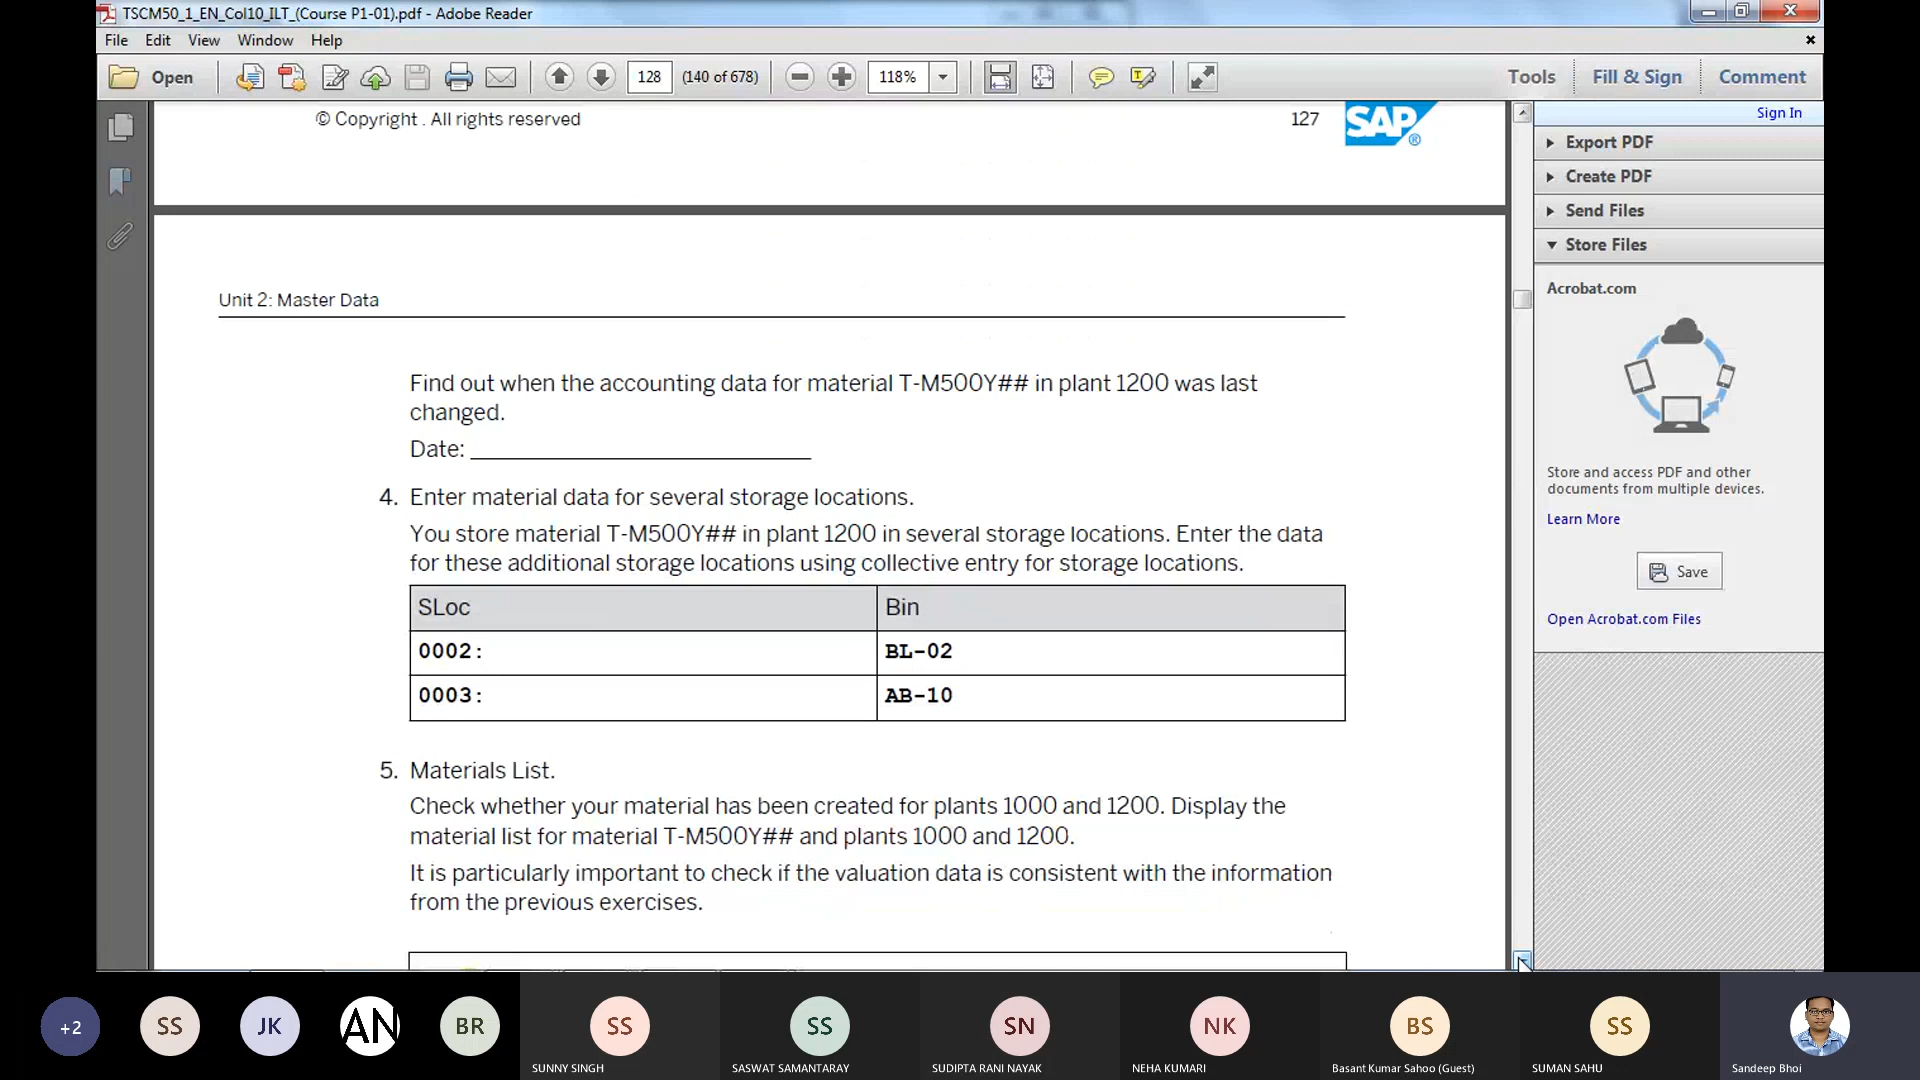 TSCM50_1_EN_Col10_ILT_(Course P1-01).pdf - Adobe Reader
File Edit View Window Help
Open 128 (140 of 678) 118% Tools Fill & Sign Comment
Sign In
Export PDF
Create PDF
Send Files
Store Files
Acrobat.com
Store and access PDF and other
documents from multiple devices.
Learn More
Save
Open Acrobat.com Files
© Copyright . All rights reserved 127 SAP®
Unit 2: Master Data
Find out when the accounting data for material T-M500Y## in plant 1200 was last
changed.
Date: ____________________________
4. Enter material data for several storage locations.
You store material T-M500Y## in plant 1200 in several storage locations. Enter the data
for these additional storage locations using collective entry for storage locations.
SLoc Bin
0002: BL-02
0003: AB-10
5. Materials List.
Check whether your material has been created for plants 1000 and 1200. Display the
material list for material T-M500Y## and plants 1000 and 1200.
It is particularly important to check if the valuation data is consistent with the information
from the previous exercises.
+2 SS JK AN BR SS SS SN NK BS SS
SUNNY SINGH SASWAT SAMANTARAY SUDIPTA RANI NAYAK NEHA KUMARI Basant Kumar Sahoo (Guest) SUMAN SAHU Sandeep Bhoi